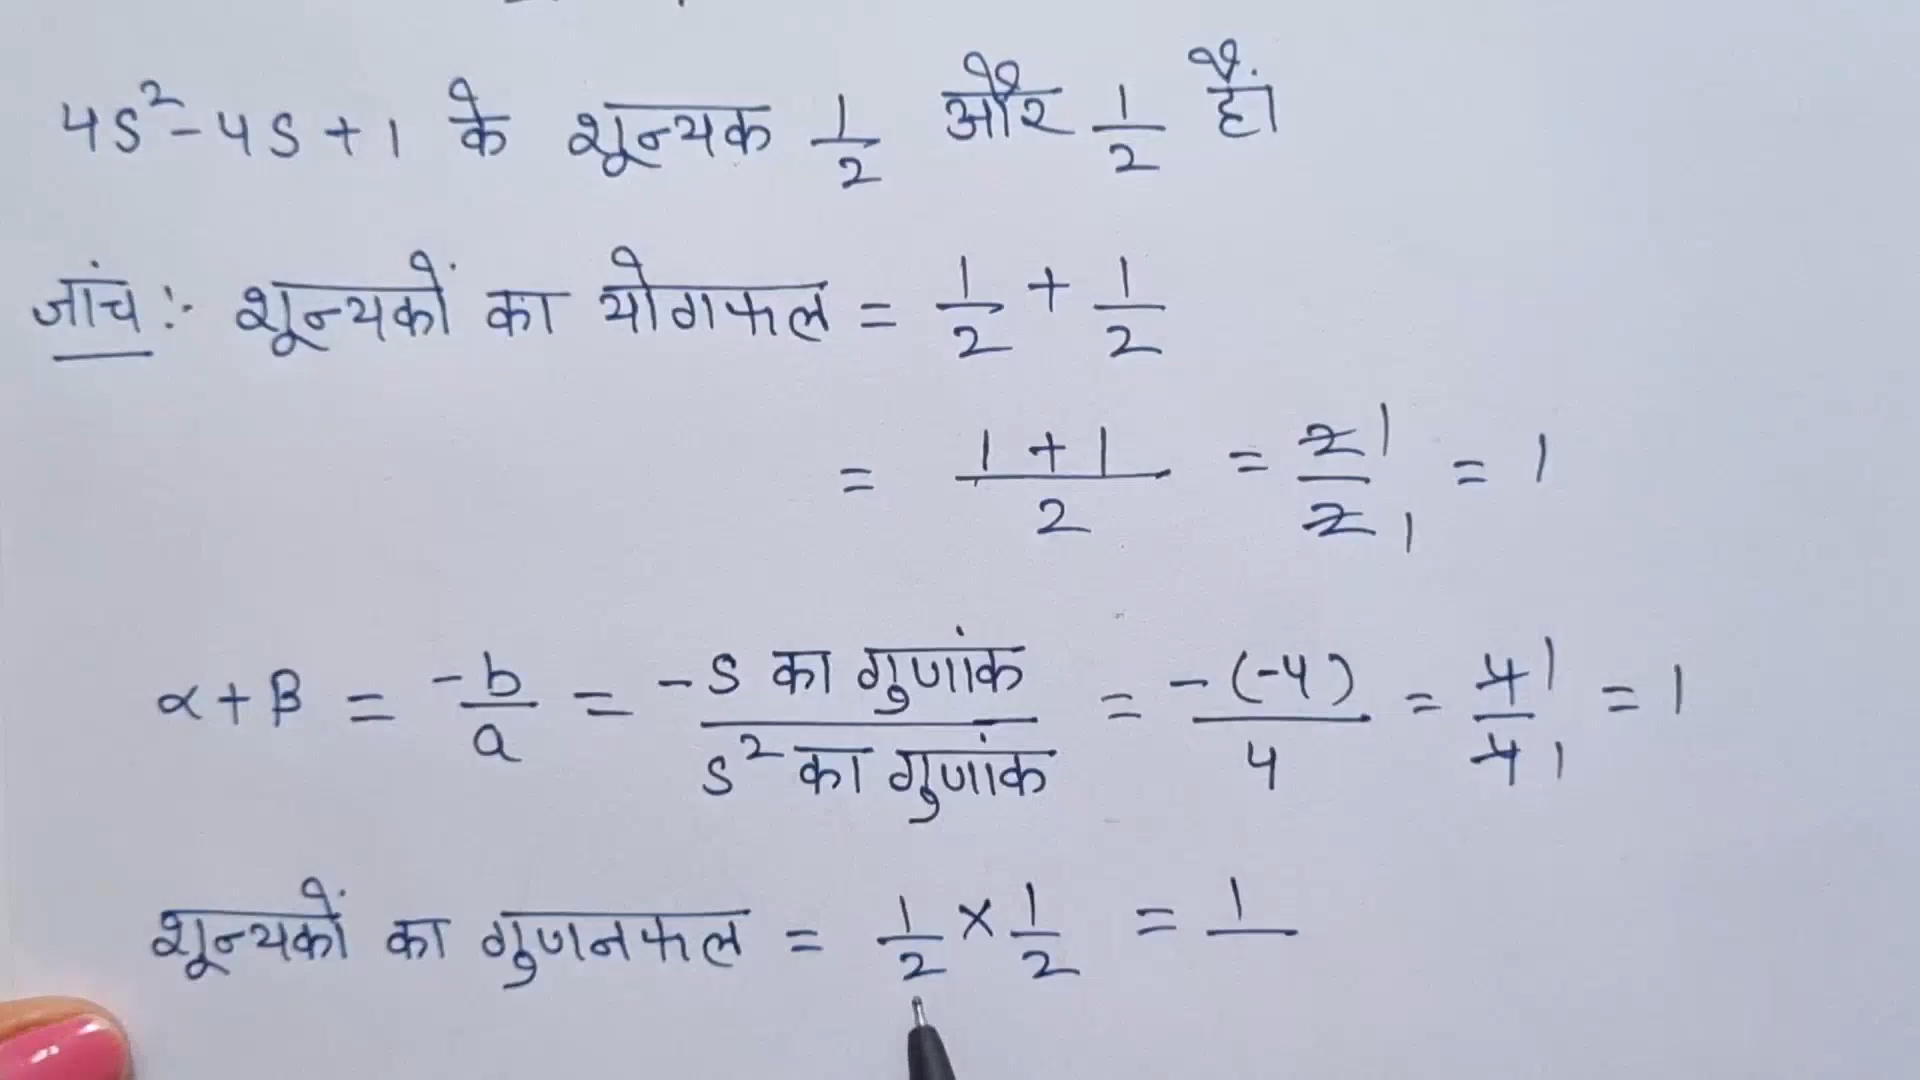 4s² - 4s + 1 के शून्यक 1/2 और 1/2 हैं।
जांच :- शून्यकों का योगफल = 1/2 + 1/2
= (1 + 1)/2 = 2/2 = 1
α + β = -b/a = -s का गुणांक / s² का गुणांक = -(-4)/4 = 4/4 = 1
शून्यकों का गुणनफल = 1/2 × 1/2 = 1/